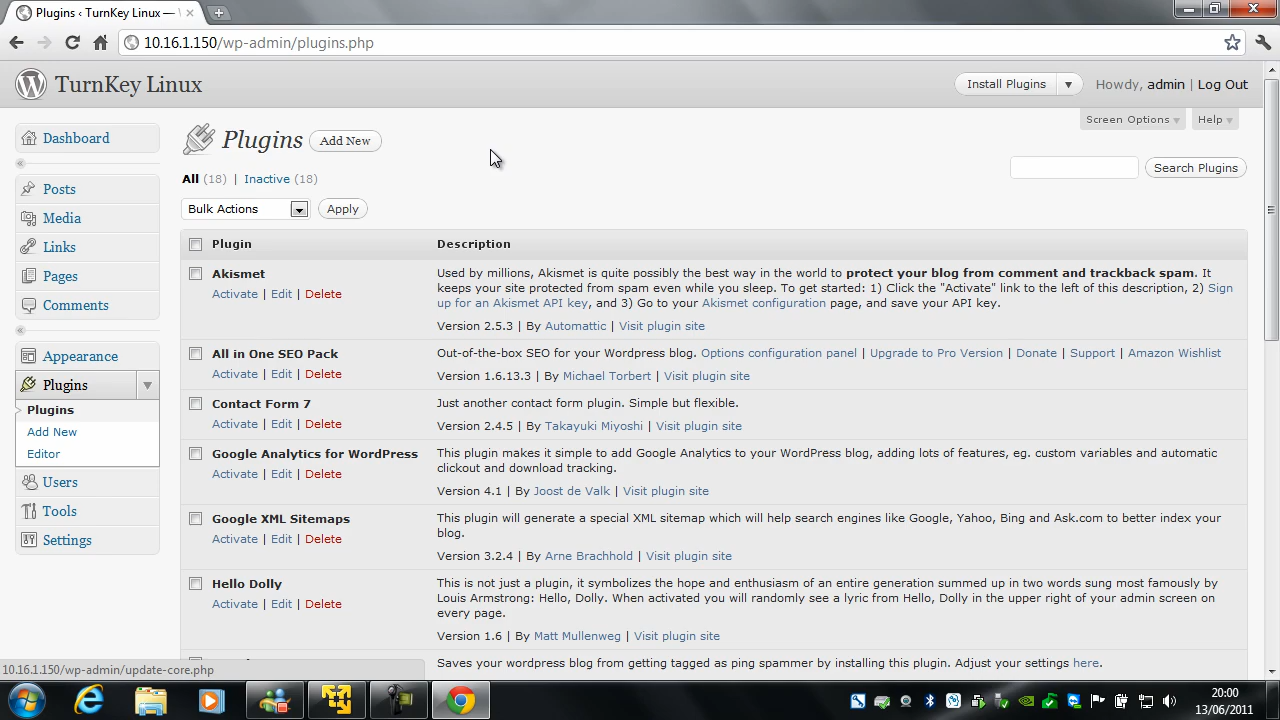 Plugins ‹ TurnKey Linux —
10.16.1.150/wp-admin/plugins.php
TurnKey Linux
Install Plugins
Howdy, admin | Log Out
Screen Options
Help
Dashboard
Posts
Media
Links
Pages
Comments
Appearance
Plugins
Plugins
Add New
Editor
Users
Tools
Settings
Plugins
Add New
All (18) | Inactive (18)
Search Plugins
Bulk Actions
Apply
Plugin
Description
Akismet
Activate | Edit | Delete
Used by millions, Akismet is quite possibly the best way in the world to protect your blog from comment and trackback spam. It
keeps your site protected from spam even while you sleep. To get started: 1) Click the "Activate" link to the left of this description, 2) Sign
up for an Akismet API key, and 3) Go to your Akismet configuration page, and save your API key.
Version 2.5.3 | By Automattic | Visit plugin site
All in One SEO Pack
Activate | Edit | Delete
Out-of-the-box SEO for your Wordpress blog. Options configuration panel | Upgrade to Pro Version | Donate | Support | Amazon Wishlist
Version 1.6.13.3 | By Michael Torbert | Visit plugin site
Contact Form 7
Activate | Edit | Delete
Just another contact form plugin. Simple but flexible.
Version 2.4.5 | By Takayuki Miyoshi | Visit plugin site
Google Analytics for WordPress
Activate | Edit | Delete
This plugin makes it simple to add Google Analytics to your WordPress blog, adding lots of features, eg. custom variables and automatic
clickout and download tracking.
Version 4.1 | By Joost de Valk | Visit plugin site
Google XML Sitemaps
Activate | Edit | Delete
This plugin will generate a special XML sitemap which will help search engines like Google, Yahoo, Bing and Ask.com to better index your
blog.
Version 3.2.4 | By Arne Brachhold | Visit plugin site
Hello Dolly
Activate | Edit | Delete
This is not just a plugin, it symbolizes the hope and enthusiasm of an entire generation summed up in two words sung most famously by
Louis Armstrong: Hello, Dolly. When activated you will randomly see a lyric from Hello, Dolly in the upper right of your admin screen on
every page.
Version 1.6 | By Matt Mullenweg | Visit plugin site
Saves your wordpress blog from getting tagged as ping spammer by installing this plugin. Adjust your settings here.
10.16.1.150/wp-admin/update-core.php
20:00
13/06/2011